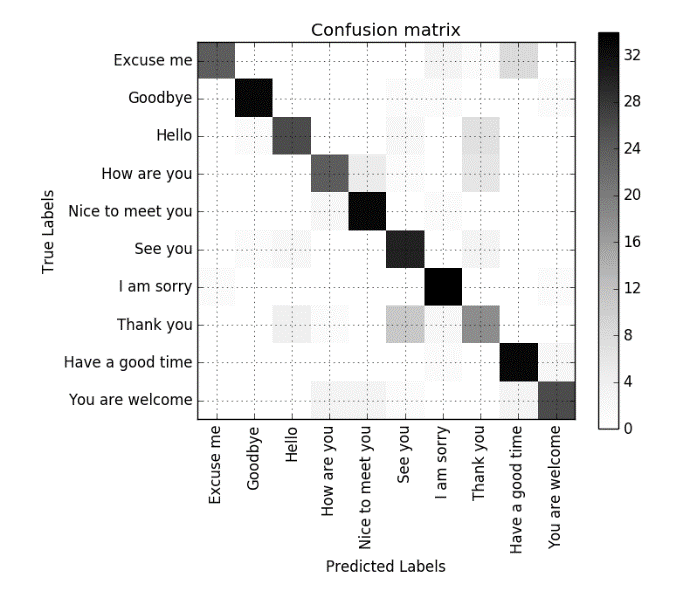 Confusion matrix
Excuse me
Goodbye
Hello
How are you
Nice to meet you
See you
I am sorry
Thank you
Have a good time
You are welcome
True Labels
Excuse me
Goodbye
Hello
How are you
Nice to meet you
See you
I am sorry
Thank you
Have a good time
You are welcome
Predicted Labels
32
28
24
20
16
12
8
4
0